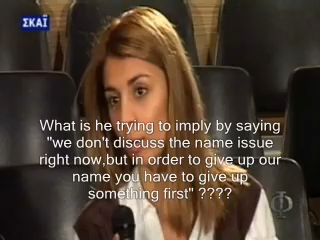 ΣΚΑΪ
What is he trying to imply by saying
"we don't discuss the name issue
right now,but in order to give up our
name you have to give up
something first" ????